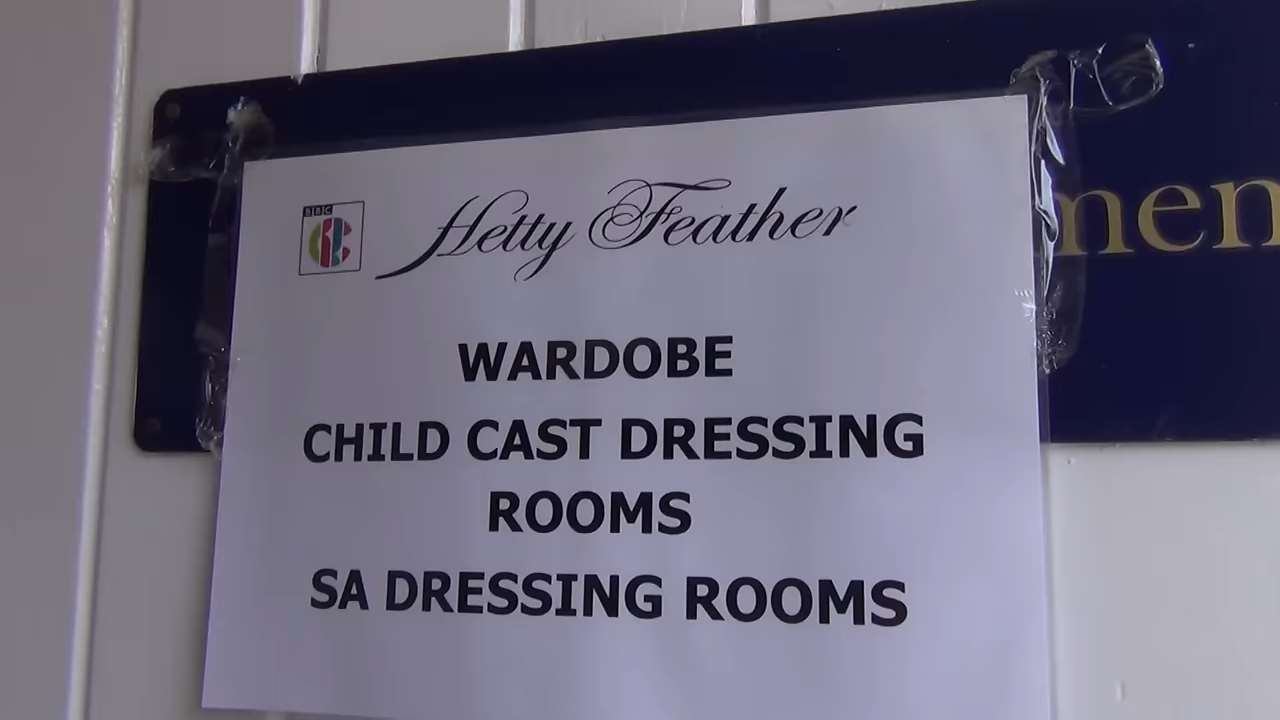 BBC
Hetty Feather
men
WARDOBE
CHILD CAST DRESSING
ROOMS
SA DRESSING ROOMS